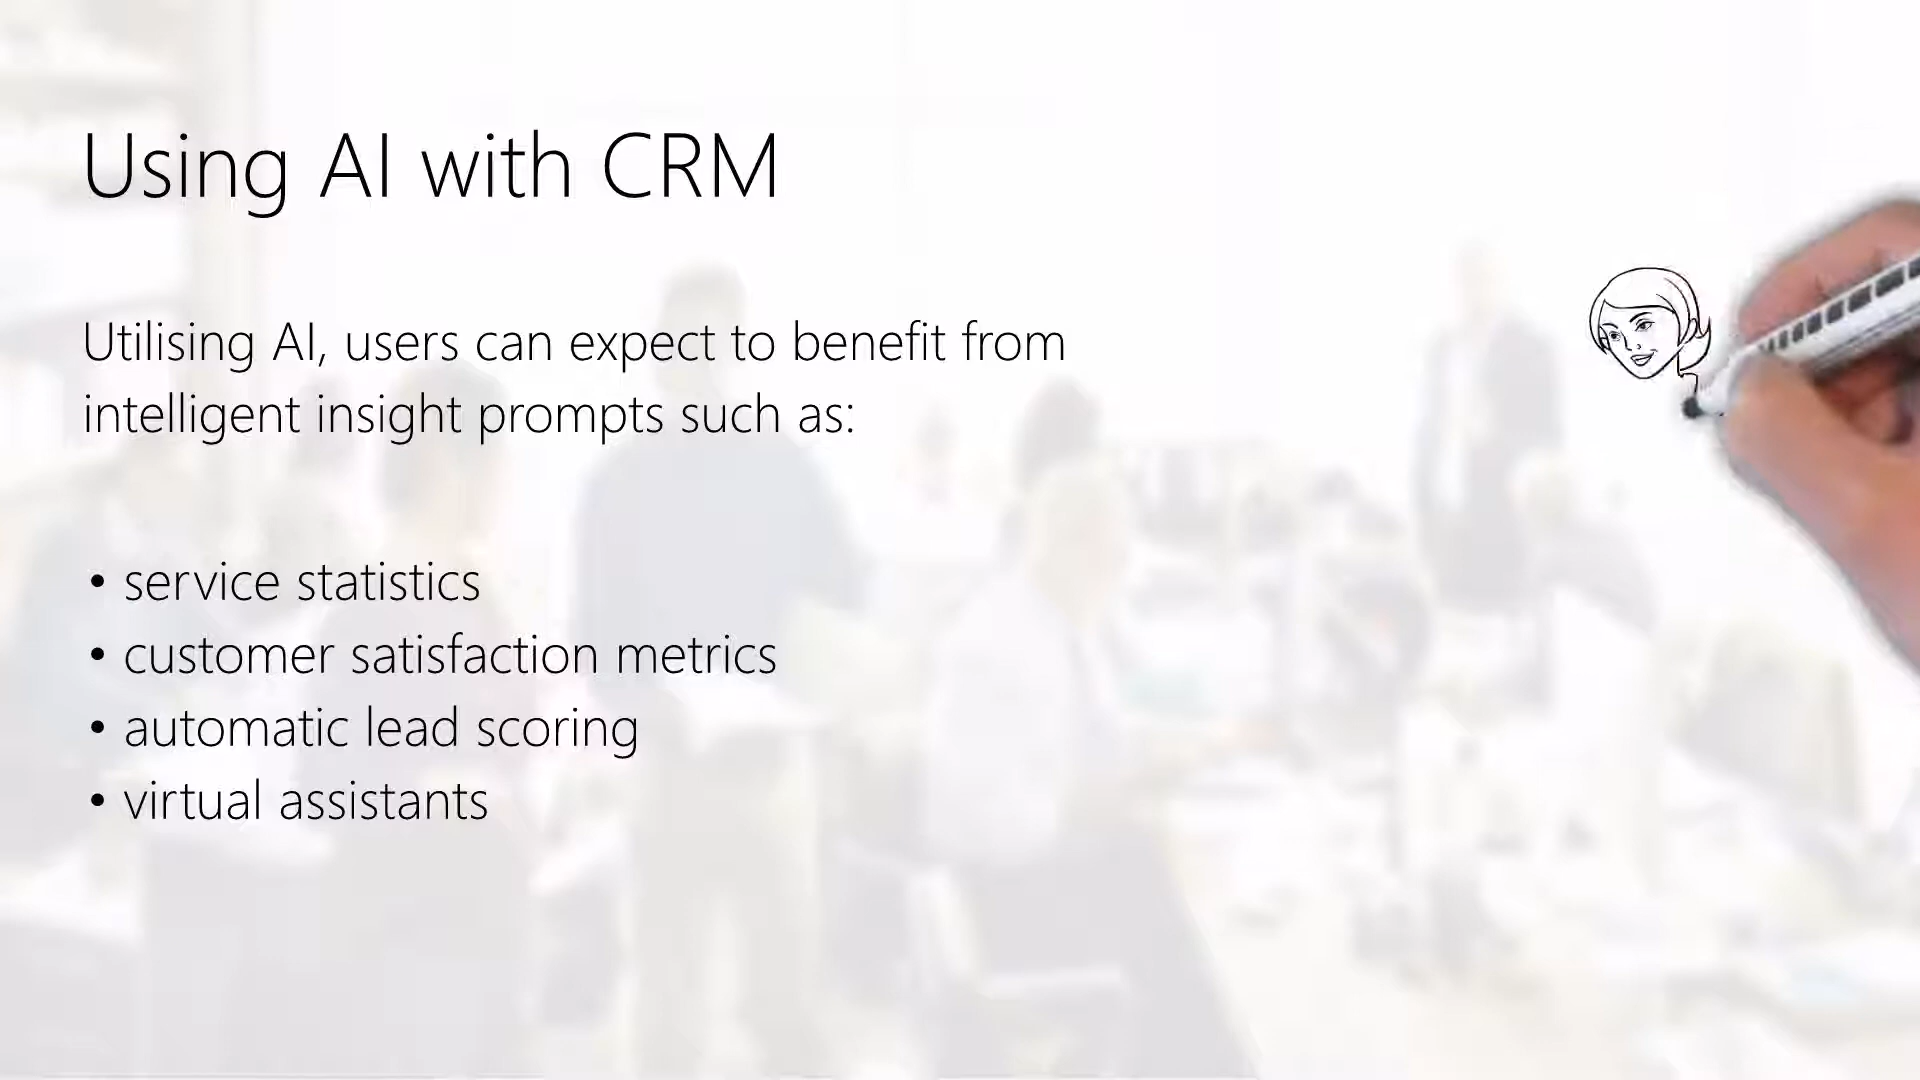 Using AI with CRM
Utilising AI, users can expect to benefit from
intelligent insight prompts such as:
• service statistics
• customer satisfaction metrics
• automatic lead scoring
• virtual assistants